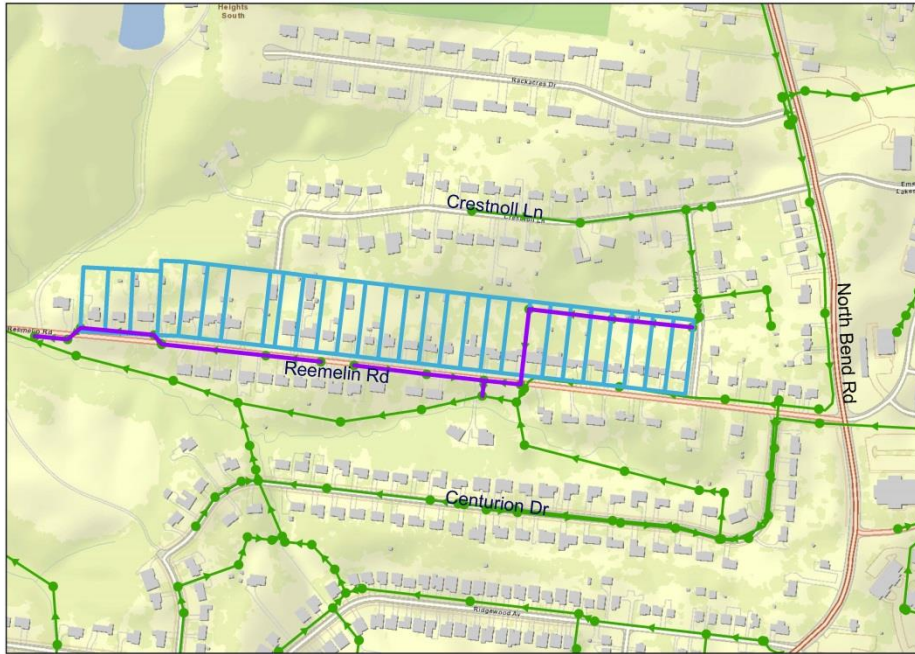 Heights
South
Rackacres Dr
Crestnoll Ln
Crestnoll Ln
Reemelin Rd
Reemelin Rd
North Bend Rd
Centurion Dr
Ridgewood Av